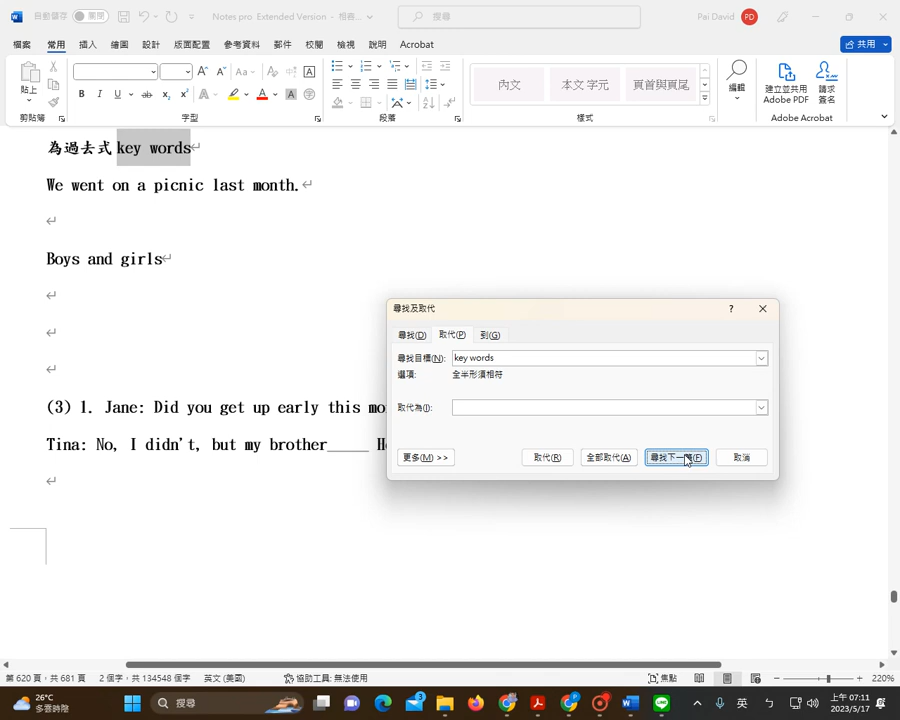 自動儲存 關閉 Notes pro Extended Version - 相容... 搜尋 Pai David PD
檔案 常用 插入 繪圖 設計 版面配置 參考資料 郵件 校閱 檢視 說明 Acrobat 共用
貼上 內文 本文 字元 頁首與頁尾 編輯 建立並共用 Adobe PDF 請求 簽名
剪貼簿 字型 段落 樣式 Adobe Acrobat
為過去式 key words
We went on a picnic last month.
Boys and girls
尋找及取代
尋找(D) 取代(P) 到(G)
尋找目標(N): key words
選項: 全半形須相符
(3) 1. Jane: Did you get up early this mo
取代為(I):
Tina: No, I didn't, but my brother_____ H
更多(M) >> 取代(R) 全部取代(A) 尋找下一(F) 取消
第 620 頁，共 681 頁 2 個字，共 134548 個字 英文 (美國) 協助工具: 無法使用 焦點 220%
26°C
多雲時陰
搜尋 3 英
上午 07:11
2023/5/17